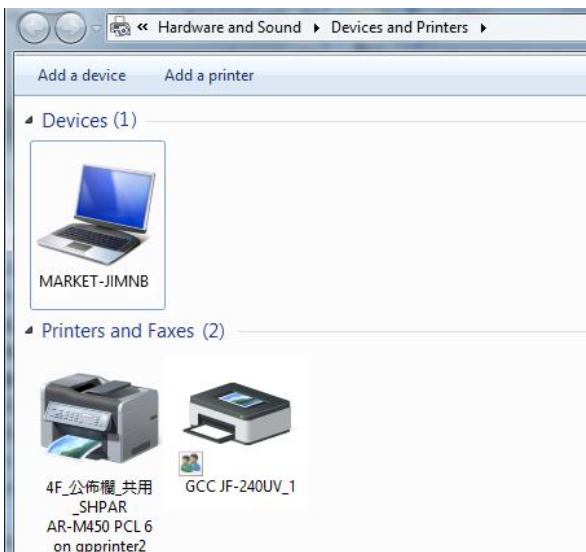 « Hardware and Sound ▸ Devices and Printers ▸
Add a device Add a printer
Devices (1)
MARKET-JIMNB
Printers and Faxes (2)
4F_公佈欄_共用
_SHPAR
AR-M450 PCL 6
on gpprinter2
GCC JF-240UV_1